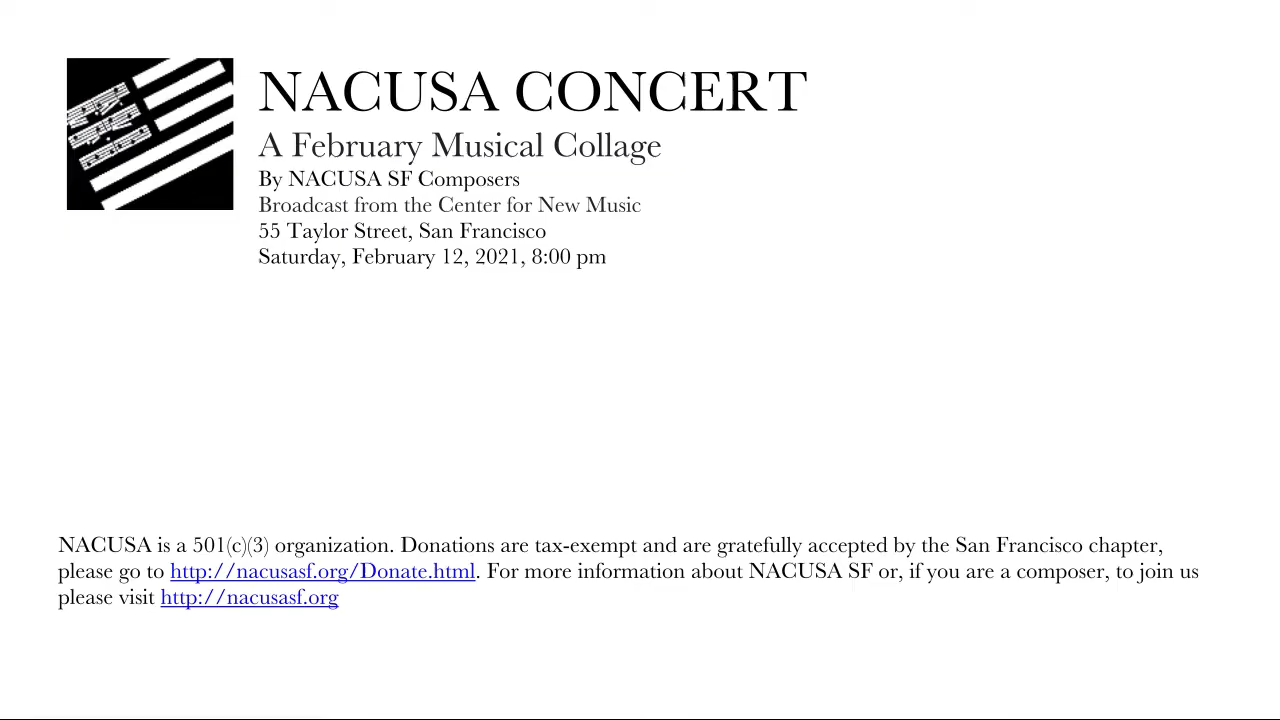 NACUSA CONCERT
A February Musical Collage
By NACUSA SF Composers
Broadcast from the Center for New Music
55 Taylor Street, San Francisco
Saturday, February 12, 2021, 8:00 pm
NACUSA is a 501(c)(3) organization. Donations are tax-exempt and are gratefully accepted by the San Francisco chapter,
please go to http://nacusasf.org/Donate.html. For more information about NACUSA SF or, if you are a composer, to join us
please visit http://nacusasf.org